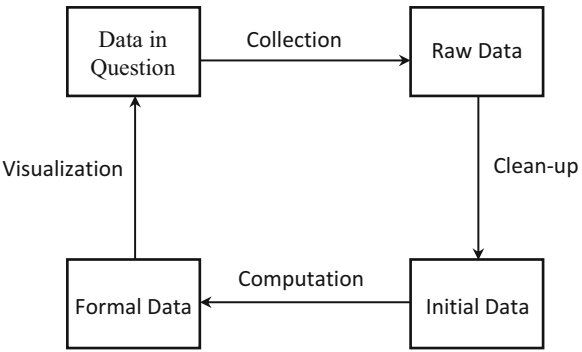 Data in
Question
Collection
Raw Data
Visualization
Clean-up
Computation
Formal Data
Initial Data